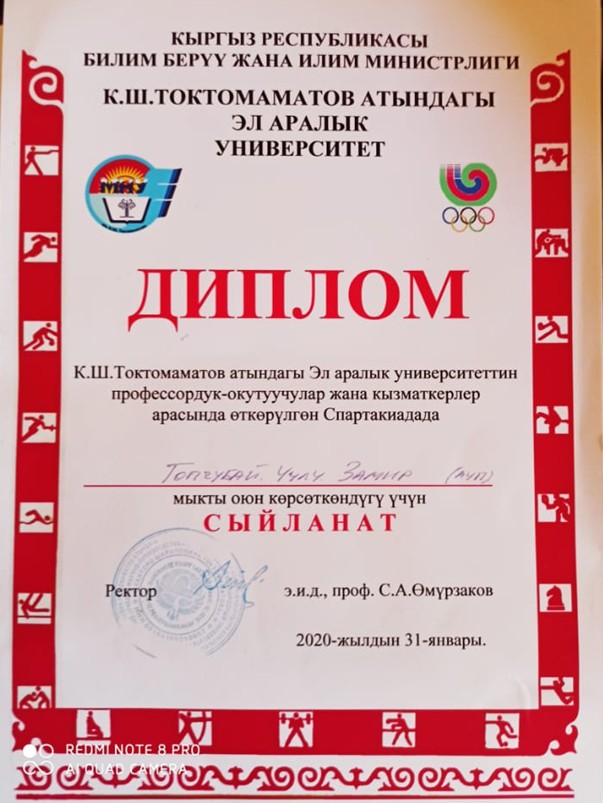 КЫРГЫЗ РЕСПУБЛИКАСЫ
БИЛИМ БЕРҮҮ ЖАНА ИЛИМ МИНИСТРЛИГИ
К.Ш.ТОКТОМАМАТОВ АТЫНДАГЫ
ЭЛ АРАЛЫК
УНИВЕРСИТЕТ
МНУ
ДИПЛОМ
К.Ш.Токтомаматов атындагы Эл аралык университеттин
профессордук-окутуучулар жана кызматкерлер
арасында өткөрүлгөн Спартакиадада
Топчубай уулу Замир (АУП)
мыкты оюн көрсөткөндүгү үчүн
СЫЙЛАНАТ
Ректор э.и.д., проф. С.А.Өмүрзаков
2020-жылдын 31-январы.
REDMI NOTE 8 PRO
AI QUAD CAMERA